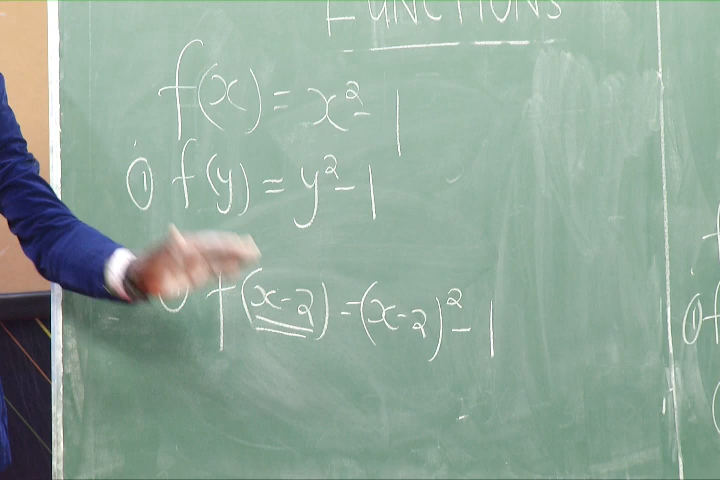 FUNCTIONS
f(x) = x² - 1
① f(y) = y² - 1
f(x-2) = (x-2)² - 1